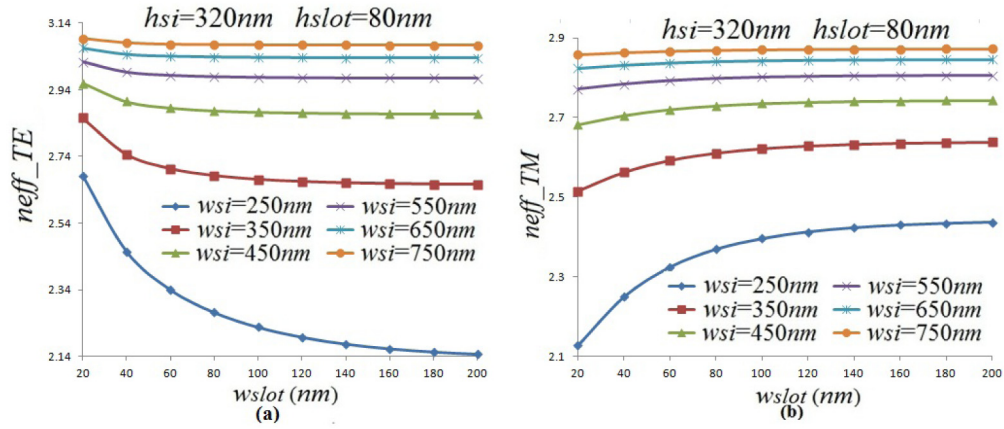 hsi=320nm hslot=80nm
3.14
2.94
2.74
2.54
2.34
2.14
neff_TE
wsi=250nm wsi=550nm
wsi=350nm wsi=650nm
wsi=450nm wsi=750nm
20 40 60 80 100 120 140 160 180 200
wslot (nm)
(a)
hsi=320nm hslot=80nm
2.9
2.7
2.5
2.3
2.1
neff_TM
wsi=250nm wsi=550nm
wsi=350nm wsi=650nm
wsi=450nm wsi=750nm
20 40 60 80 100 120 140 160 180 200
wslot (nm)
(b)